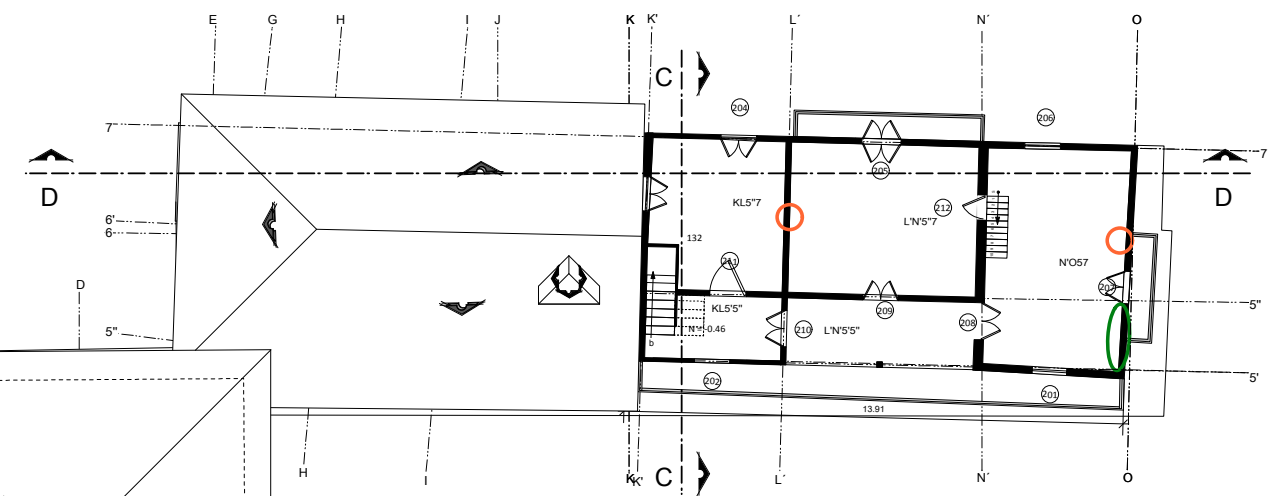 E G H I J K K' L´ N´ O
C
204
206
7 7
205
D D
KL5"7
212
L'N'5"7
6'
6
132
N'O57
211
D
207
5" 5"
KL5'5"
209
208
N = -0.46
210
L'N'5'5"
5'
b
202
201
13.91
H I K K' C L´ N´ O